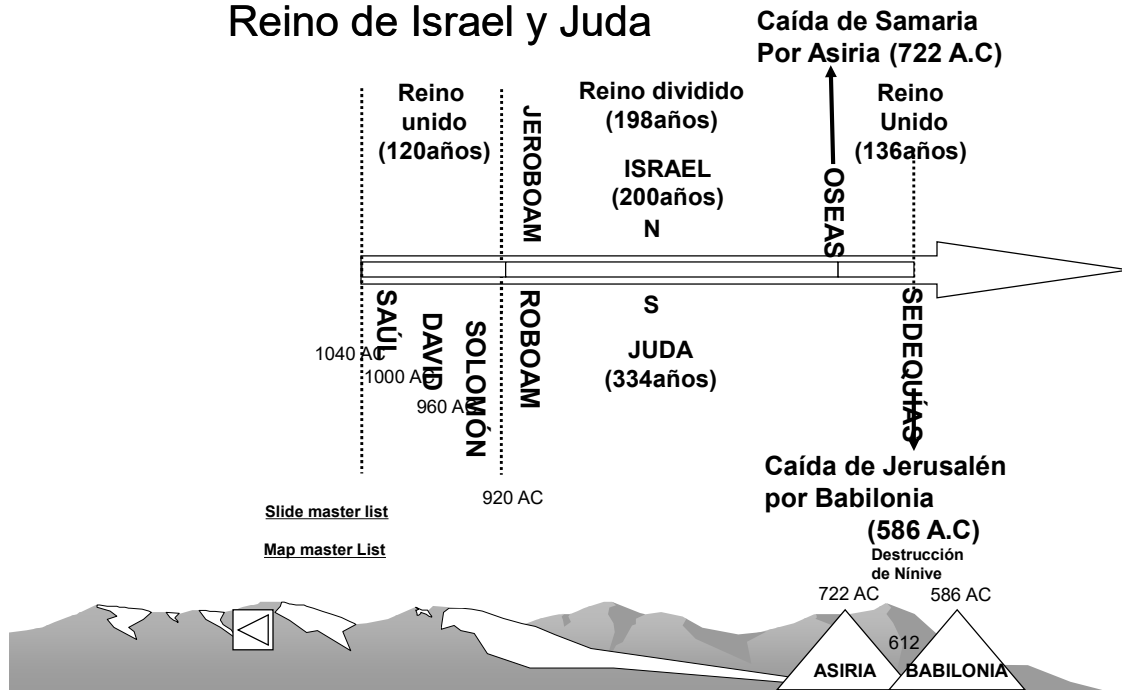 Reino de Israel y Juda
Caída de Samaria
Por Asiria (722 A.C)
Reino
unido
(120años)
JEROBOAM
Reino dividido
(198años)
ISRAEL
(200años)
N
OSEAS
Reino
Unido
(136años)
SAÚL
DAVID
SOLOMÓN
ROBOAM
S
JUDA
(334años)
SEDEQUÍAS
1040 AC
1000 AC
960 AC
920 AC
Caída de Jerusalén
por Babilonia
(586 A.C)
Slide master list
Map master List
Destrucción
de Nínive
722 AC
586 AC
612
ASIRIA
BABILONIA